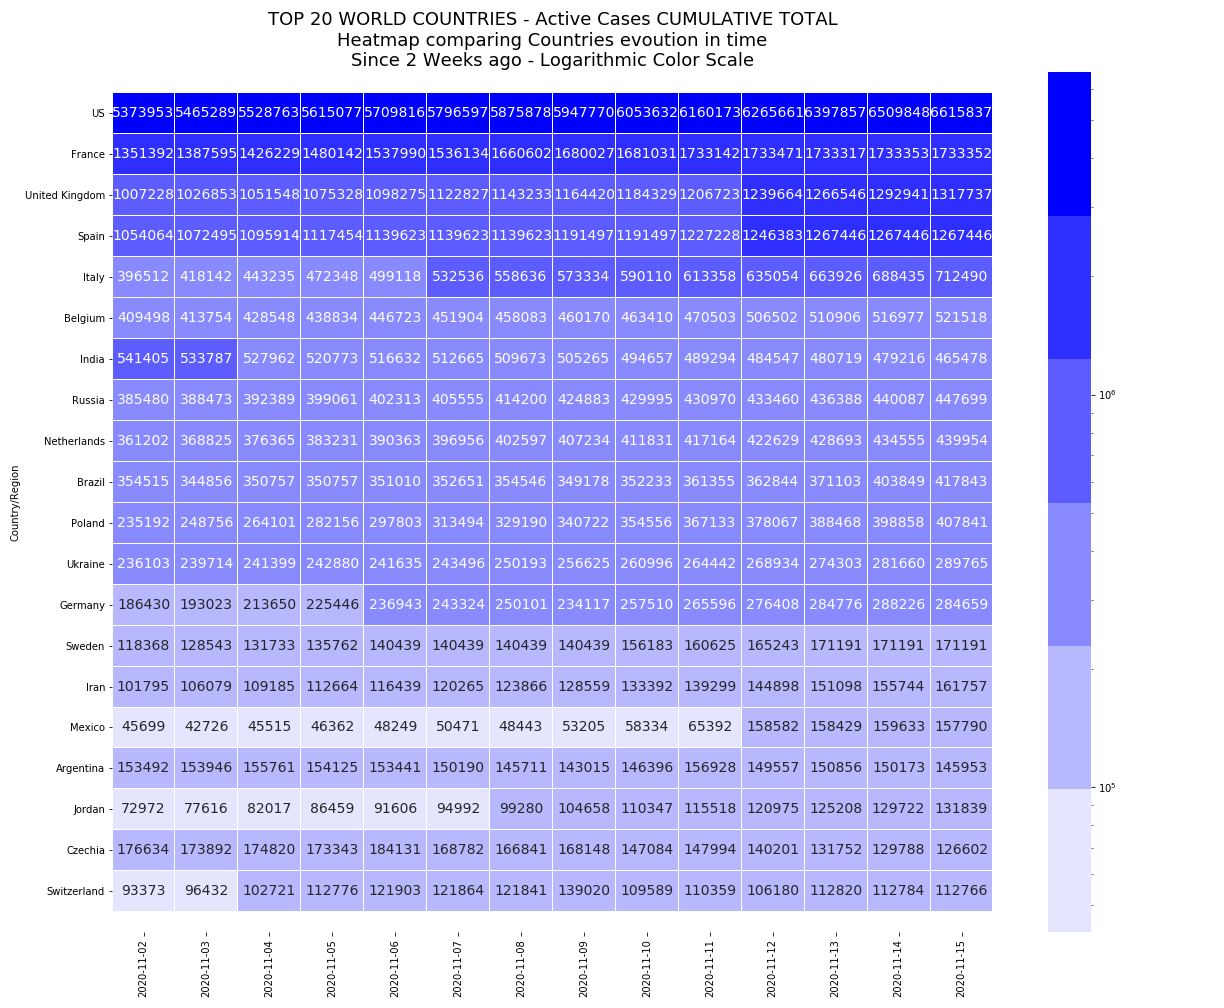 TOP 20 WORLD COUNTRIES - Active Cases CUMULATIVE TOTAL
Heatmap comparing Countries evoution in time
Since 2 Weeks ago - Logarithmic Color Scale
Country/Region
US 5373953 5465289 5528763 5615077 5709816 5796597 5875878 5947770 6053632 6160173 6265661 6397857 6509848 6615837
France 1351392 1387595 1426229 1480142 1537990 1536134 1660602 1680027 1681031 1733142 1733471 1733317 1733353 1733352
United Kingdom 1007228 1026853 1051548 1075328 1098275 1122827 1143233 1164420 1184329 1206723 1239664 1266546 1292941 1317737
Spain 1054064 1072495 1095914 1117454 1139623 1139623 1139623 1191497 1191497 1227228 1246383 1267446 1267446 1267446
Italy 396512 418142 443235 472348 499118 532536 558636 573334 590110 613358 635054 663926 688435 712490
Belgium 409498 413754 428548 438834 446723 451904 458083 460170 463410 470503 506502 510906 516977 521518
India 541405 533787 527962 520773 516632 512665 509673 505265 494657 489294 484547 480719 479216 465478
Russia 385480 388473 392389 399061 402313 405555 414200 424883 429995 430970 433460 436388 440087 447699
Netherlands 361202 368825 376365 383231 390363 396956 402597 407234 411831 417164 422629 428693 434555 439954
Brazil 354515 344856 350757 350757 351010 352651 354546 349178 352233 361355 362844 371103 403849 417843
Poland 235192 248756 264101 282156 297803 313494 329190 340722 354556 367133 378067 388468 398858 407841
Ukraine 236103 239714 241399 242880 241635 243496 250193 256625 260996 264442 268934 274303 281660 289765
Germany 186430 193023 213650 225446 236943 243324 250101 234117 257510 265596 276408 284776 288226 284659
Sweden 118368 128543 131733 135762 140439 140439 140439 140439 156183 160625 165243 171191 171191 171191
Iran 101795 106079 109185 112664 116439 120265 123866 128559 133392 139299 144898 151098 155744 161757
Mexico 45699 42726 45515 46362 48249 50471 48443 53205 58334 65392 158582 158429 159633 157790
Argentina 153492 153946 155761 154125 153441 150190 145711 143015 146396 156928 149557 150856 150173 145953
Jordan 72972 77616 82017 86459 91606 94992 99280 104658 110347 115518 120975 125208 129722 131839
Czechia 176634 173892 174820 173343 184131 168782 166841 168148 147084 147994 140201 131752 129788 126602
Switzerland 93373 96432 102721 112776 121903 121864 121841 139020 109589 110359 106180 112820 112784 112766
2020-11-02 2020-11-03 2020-11-04 2020-11-05 2020-11-06 2020-11-07 2020-11-08 2020-11-09 2020-11-10 2020-11-11 2020-11-12 2020-11-13 2020-11-14 2020-11-15
10⁶
10⁵